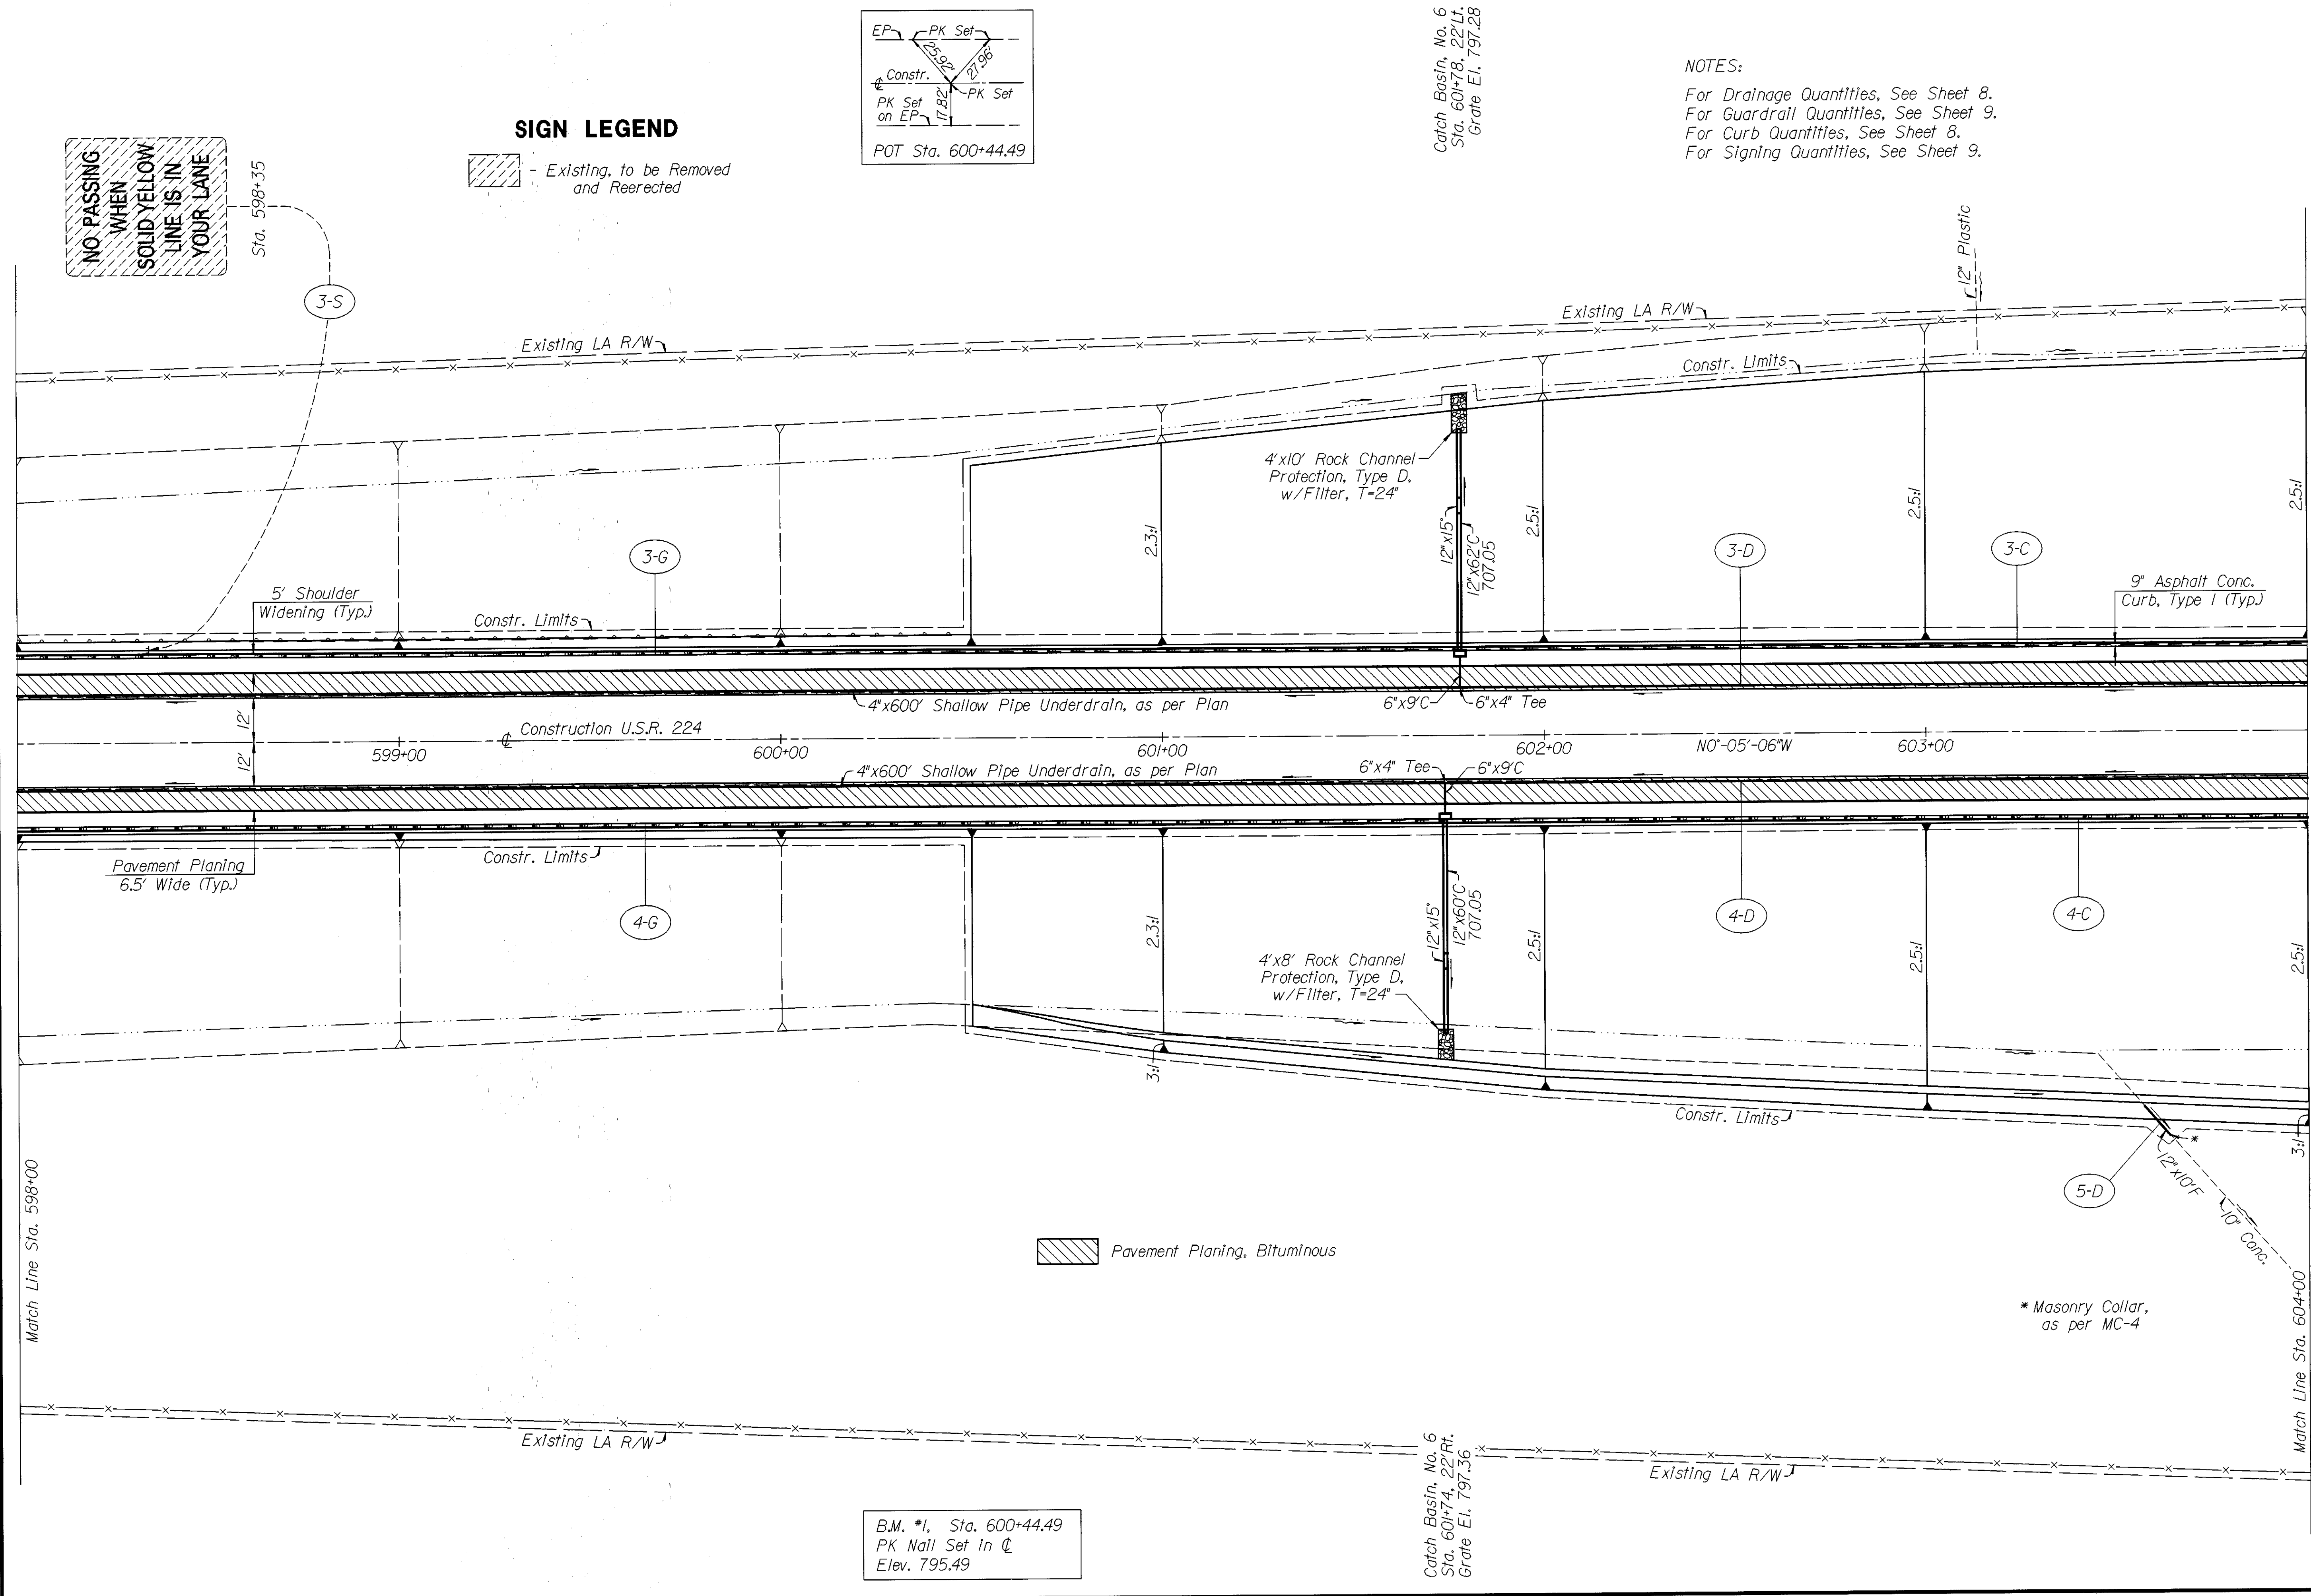 EP
PK Set
25.92'
27.96'
℄ Constr.
PK Set
PK Set
on EP
17.82'
POT Sta. 600+44.49
Catch Basin, No. 6
Sta. 601+78, 22' Lt.
Grate El. 797.28
NOTES:
For Drainage Quantities, See Sheet 8.
For Guardrail Quantities, See Sheet 9.
For Curb Quantities, See Sheet 8.
For Signing Quantities, See Sheet 9.
SIGN LEGEND
- Existing, to be Removed
and Reerected
NO PASSING
WHEN
SOLID YELLOW
LINE IS IN
YOUR LANE
Sta. 598+35
3-S
12" Plastic
Existing LA R/W
Existing LA R/W
Constr. Limits
4'x10' Rock Channel
Protection, Type D,
w/Filter, T=24"
12"x15°
12"x62'C
707.05
2.3:1
2.5:1
2.5:1
2.5:1
3-G
3-D
3-C
5' Shoulder
Widening (Typ.)
Constr. Limits
9" Asphalt Conc.
Curb, Type 1 (Typ.)
4"x600' Shallow Pipe Underdrain, as per Plan
6"x9'C
6"x4" Tee
12'
12'
℄ Construction U.S.R. 224
599+00
600+00
601+00
602+00
N0°-05'-06"W
603+00
4"x600' Shallow Pipe Underdrain, as per Plan
6"x4" Tee
6"x9'C
Pavement Planing
6.5' Wide (Typ.)
Constr. Limits
4-G
4-D
4-C
2.3:1
12"x15°
12"x60'C
707.05
2.5:1
2.5:1
2.5:1
4'x8' Rock Channel
Protection, Type D,
w/Filter, T=24"
3:1
Constr. Limits
*
3:1
12"x10'F
5-D
10" Conc.
Match Line Sta. 598+00
Pavement Planing, Bituminous
* Masonry Collar,
as per MC-4
Match Line Sta. 604+00
Existing LA R/W
Existing LA R/W
Catch Basin, No. 6
Sta. 601+74, 22' Rt.
Grate El. 797.36
B.M. #1, Sta. 600+44.49
PK Nail Set in ℄
Elev. 795.49